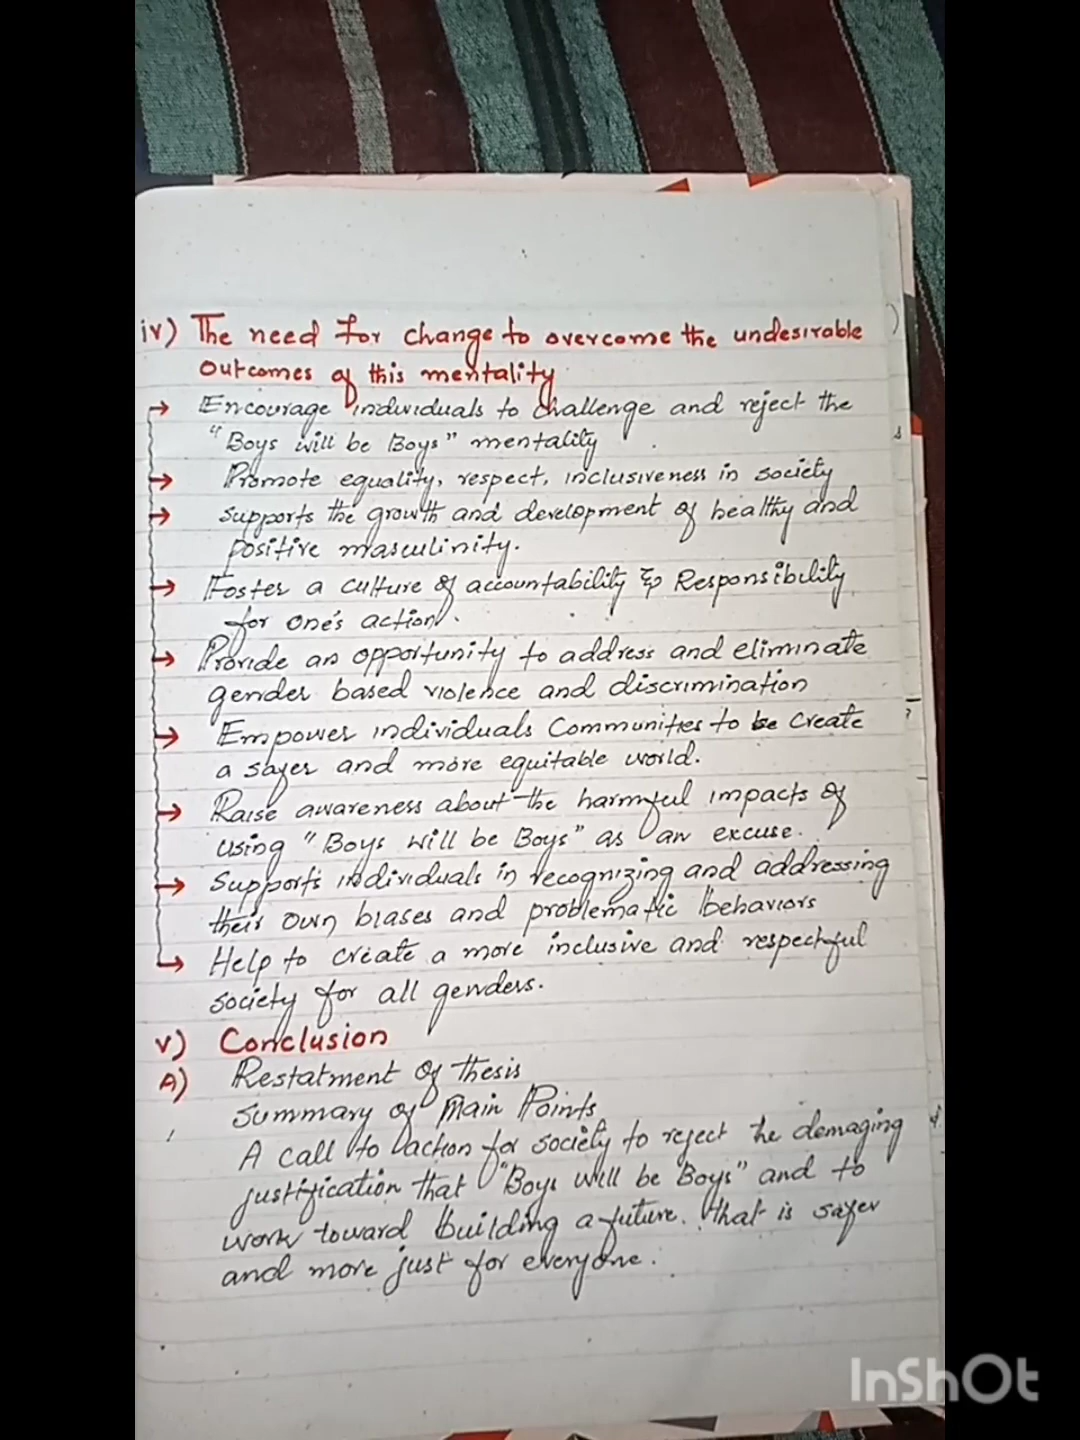 iv) The need For change to overcome the undesirable
outcomes of this mentality
→ Encourage individuals to challenge and reject the
"Boys will be Boys" mentality
→ Promote equality, respect, inclusiveness in society
→ supports the growth and development of healthy and
positive masculinity.
→ Foster a culture of accountability & Responsibility
for one's action.
→ Provide an opportunity to address and eliminate
gender based violence and discrimination
→ Empower individuals Communities to be create
a safer and more equitable world.
→ Raise awareness about the harmful impacts of
using "Boys will be Boys" as an excuse.
→ Supports individuals in recognizing and addressing
their own biases and problematic behaviors
→ Help to create a more inclusive and respectful
society for all genders.
v) Conclusion
A) Restatment of thesis
summary of Main Points
A call to action for society to reject the damaging
justification that "Boys will be Boys" and to
work toward building a future. that is safer
and more just for everyone.
InShOt